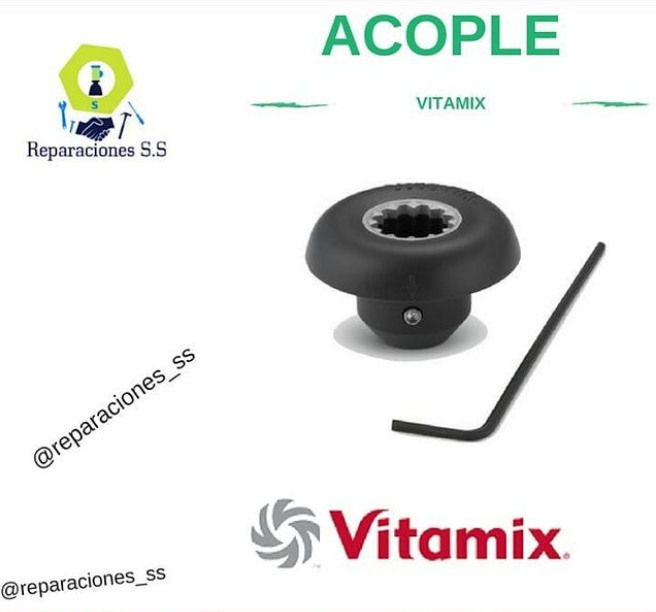 ACOPLE
VITAMIX
S
Reparaciones S.S
@reparaciones_ss
Vitamix.
@reparaciones_ss